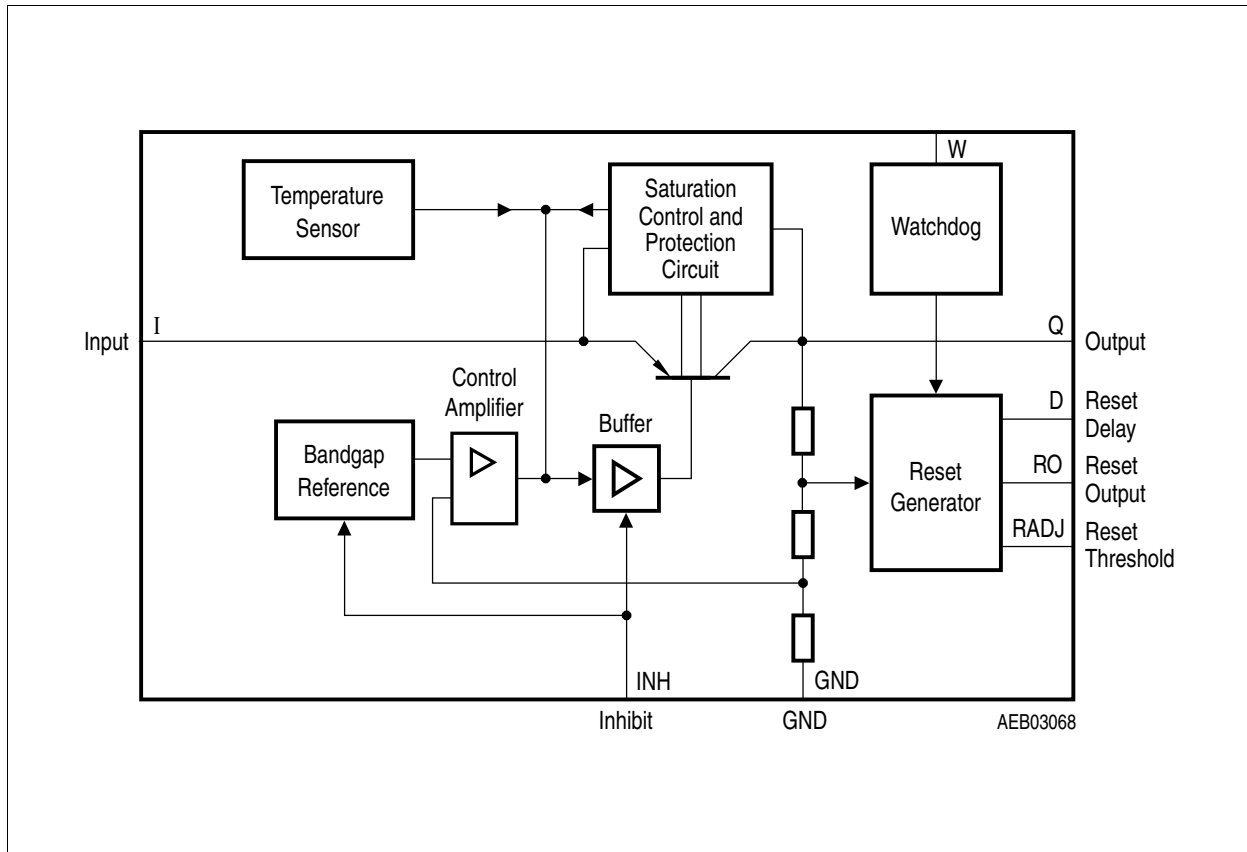 W
Temperature
Sensor
Saturation
Control and
Protection
Circuit
Watchdog
I
Input
Q
Output
Control
Amplifier
Buffer
Bandgap
Reference
Reset
Generator
D
Reset
Delay
RO
Reset
Output
RADJ
Reset
Threshold
INH
GND
Inhibit
GND
AEB03068